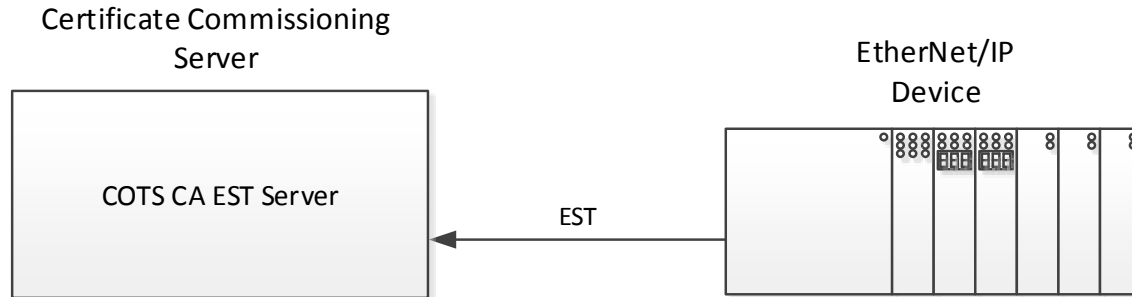 Certificate Commissioning
Server
EtherNet/IP
Device
COTS CA EST Server
EST